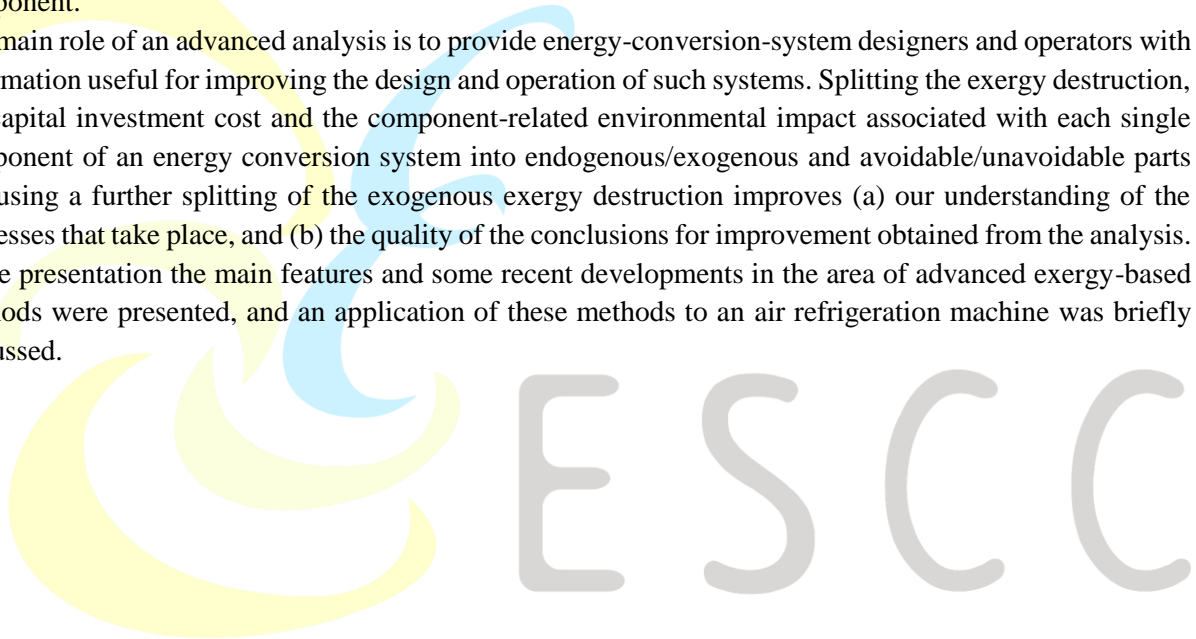 ponent.
main role of an advanced analysis is to provide energy-conversion-system designers and operators with
rmation useful for improving the design and operation of such systems. Splitting the exergy destruction,
capital investment cost and the component-related environmental impact associated with each single
ponent of an energy conversion system into endogenous/exogenous and avoidable/unavoidable parts
using a further splitting of the exogenous exergy destruction improves (a) our understanding of the
esses that take place, and (b) the quality of the conclusions for improvement obtained from the analysis.
e presentation the main features and some recent developments in the area of advanced exergy-based
ods were presented, and an application of these methods to an air refrigeration machine was briefly
ussed.
ESCC